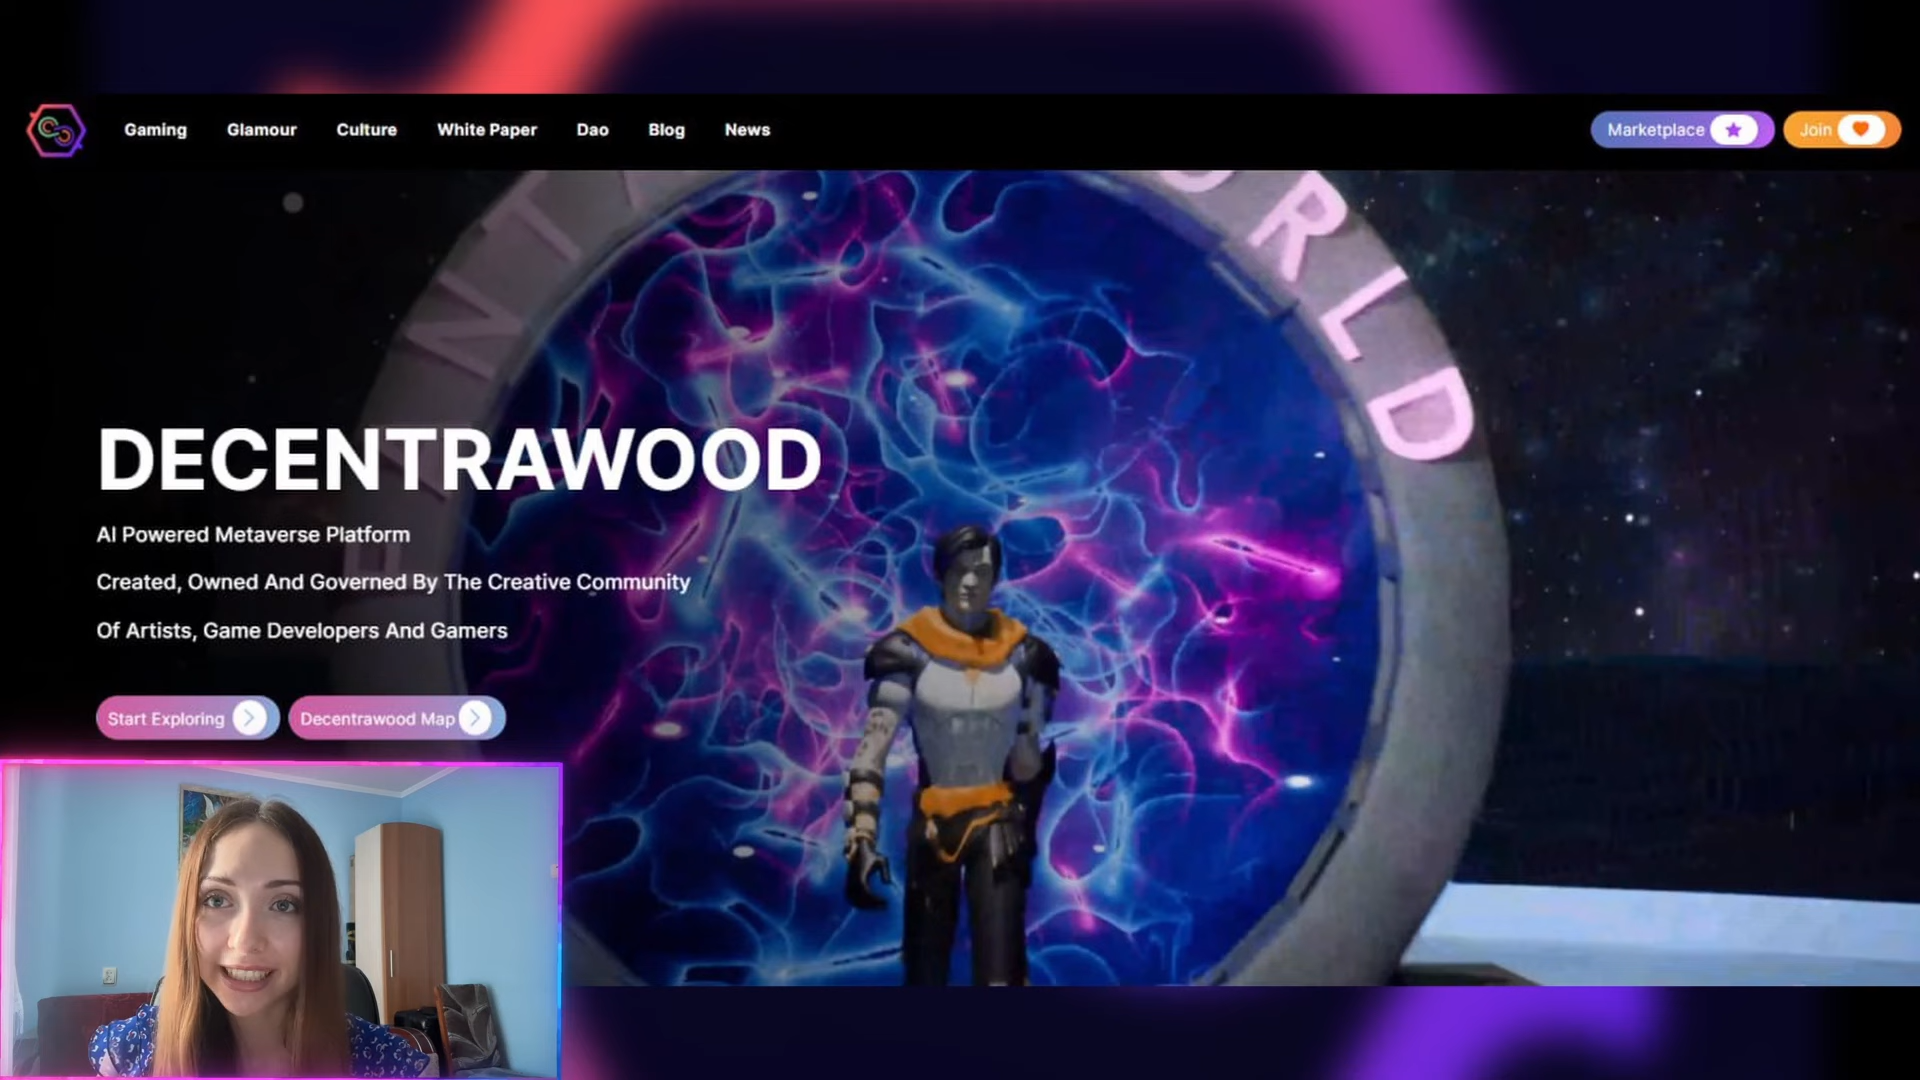 Gaming
Glamour
Culture
White Paper
Dao
Blog
News
Marketplace
Join
ORLD
DECENTRAWOOD
AI Powered Metaverse Platform
Created, Owned And Governed By The Creative Community
Of Artists, Game Developers And Gamers
Start Exploring
Decentrawood Map